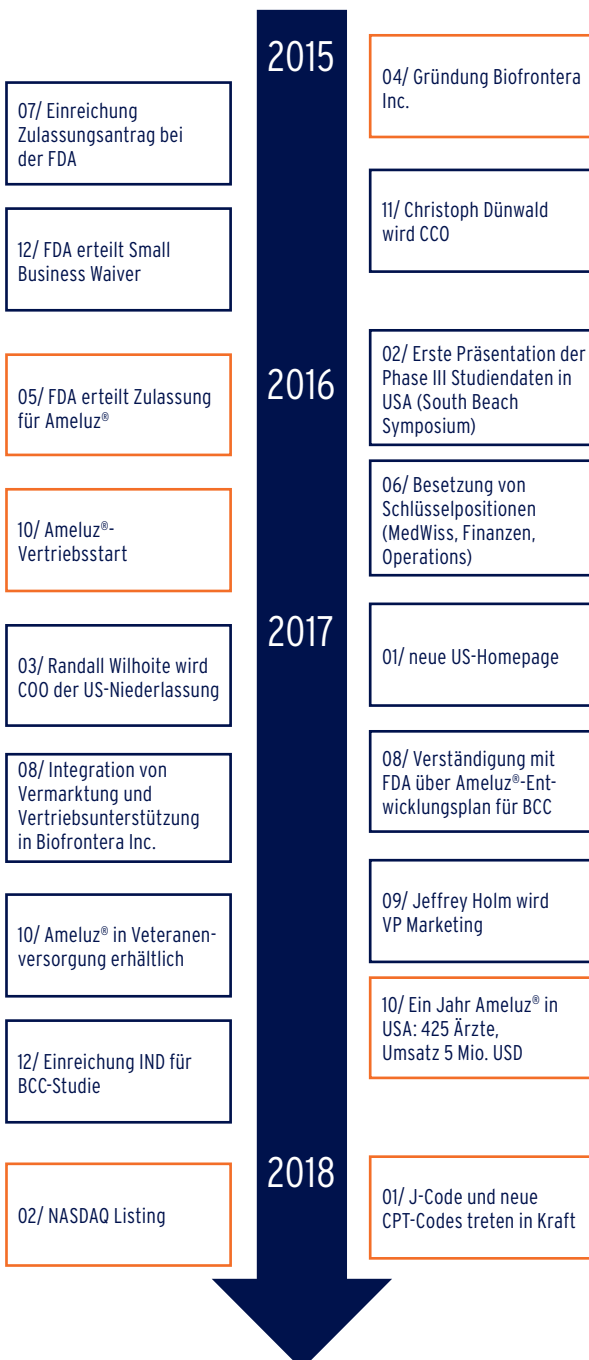 2015
04/ Gründung Biofrontera
Inc.
07/ Einreichung
Zulassungsantrag bei
der FDA
11/ Christoph Dünwald
wird CCO
12/ FDA erteilt Small
Business Waiver
2016
02/ Erste Präsentation der
Phase III Studiendaten in
USA (South Beach
Symposium)
05/ FDA erteilt Zulassung
für Ameluz®
06/ Besetzung von
Schlüsselpositionen
(MedWiss, Finanzen,
Operations)
10/ Ameluz®-
Vertriebsstart
2017
01/ neue US-Homepage
03/ Randall Wilhoite wird
COO der US-Niederlassung
08/ Verständigung mit
FDA über Ameluz®-Ent-
wicklungsplan für BCC
08/ Integration von
Vermarktung und
Vertriebsunterstützung
in Biofrontera Inc.
09/ Jeffrey Holm wird
VP Marketing
10/ Ameluz® in Veteranen-
versorgung erhältlich
10/ Ein Jahr Ameluz® in
USA: 425 Ärzte,
Umsatz 5 Mio. USD
12/ Einreichung IND für
BCC-Studie
2018
01/ J-Code und neue
CPT-Codes treten in Kraft
02/ NASDAQ Listing